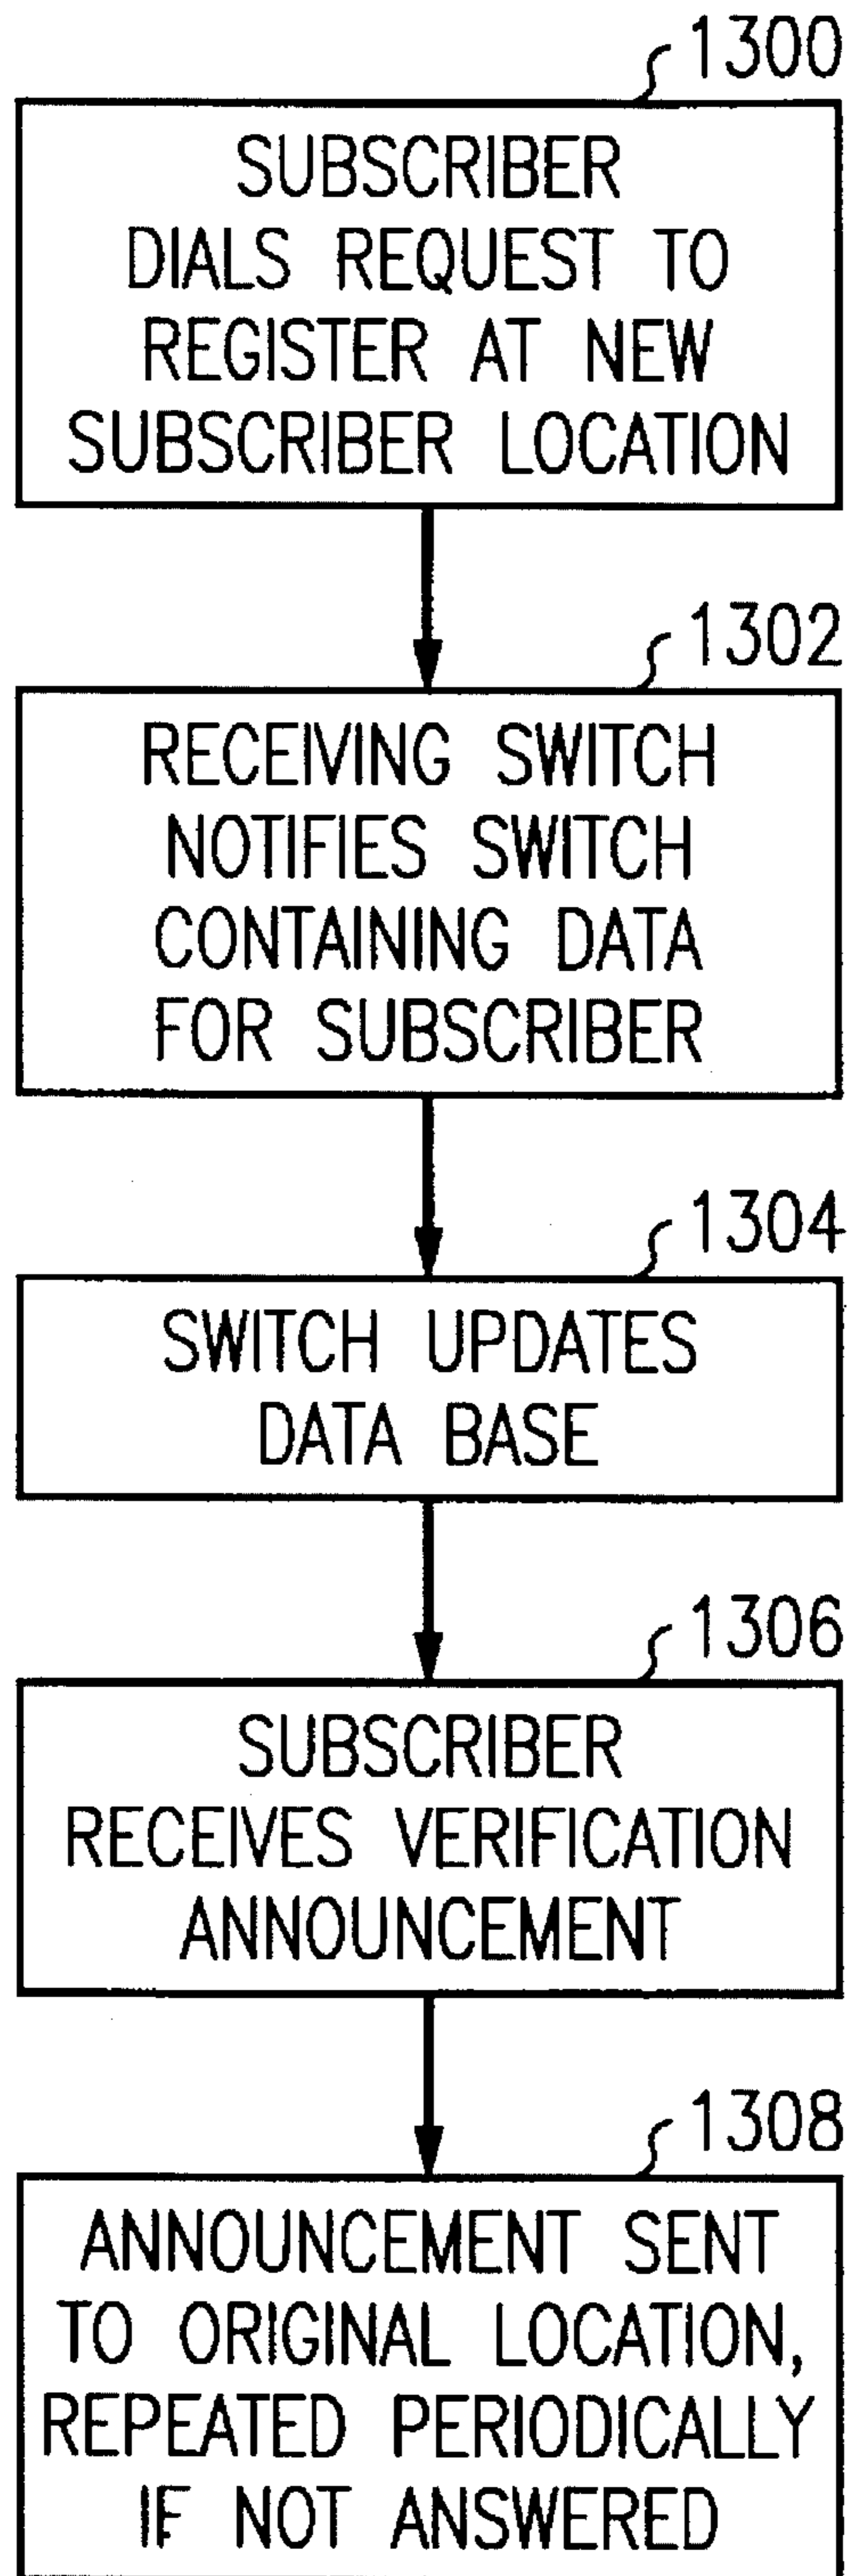 1300
SUBSCRIBER
DIALS REQUEST TO
REGISTER AT NEW
SUBSCRIBER LOCATION
1302
RECEIVING SWITCH
NOTIFIES SWITCH
CONTAINING DATA
FOR SUBSCRIBER
1304
SWITCH UPDATES
DATA BASE
1306
SUBSCRIBER
RECEIVES VERIFICATION
ANNOUNCEMENT
1308
ANNOUNCEMENT SENT
TO ORIGINAL LOCATION,
REPEATED PERIODICALLY
IF NOT ANSWERED